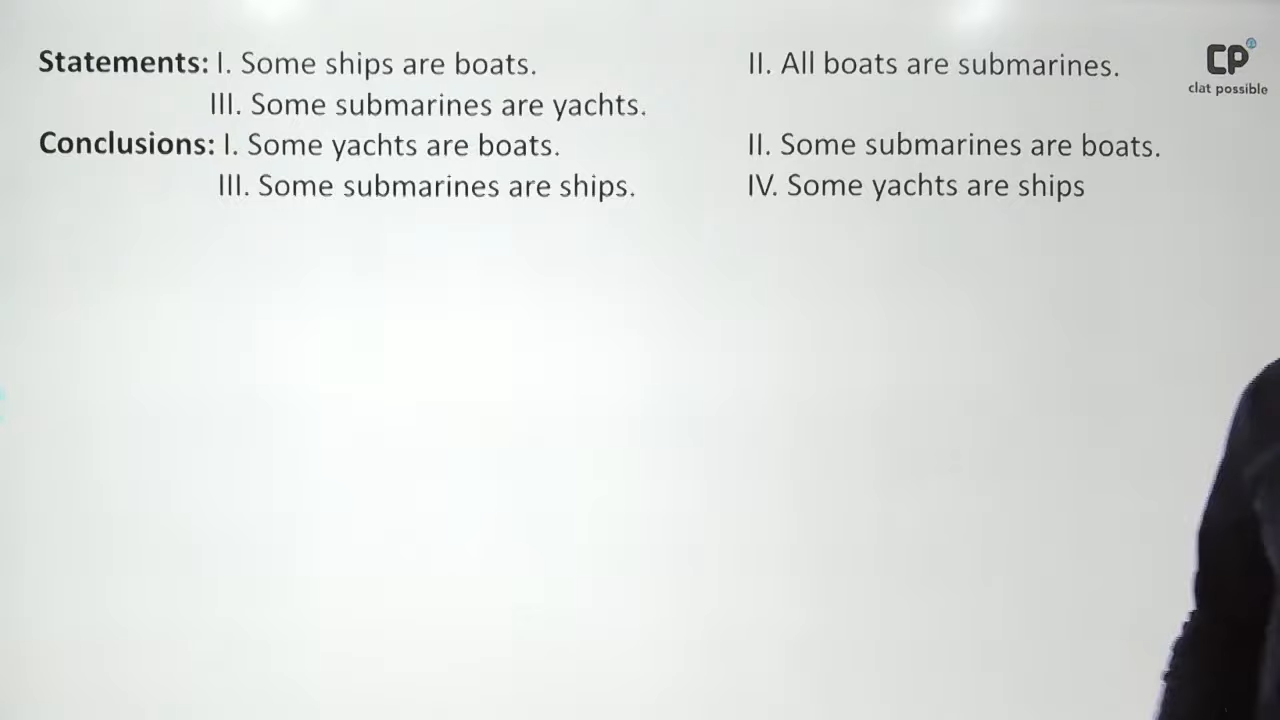 Statements: I. Some ships are boats. II. All boats are submarines.
III. Some submarines are yachts.
Conclusions: I. Some yachts are boats. II. Some submarines are boats.
III. Some submarines are ships. IV. Some yachts are ships
CP
clat possible